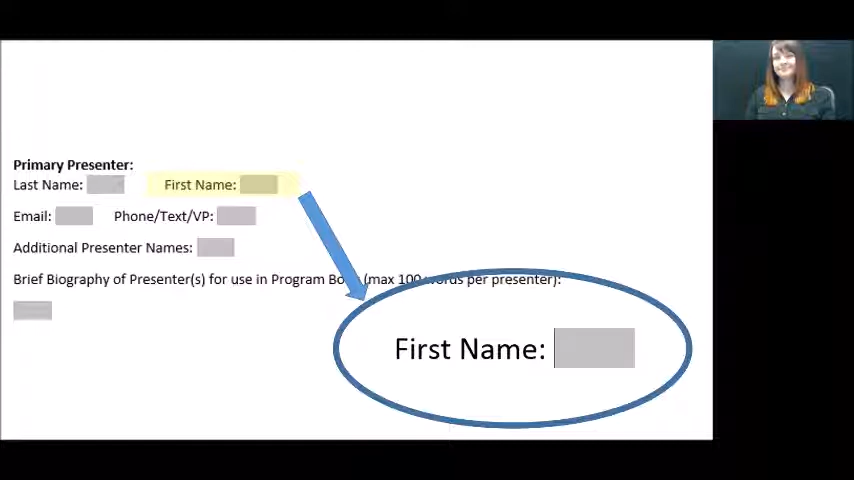 Primary Presenter:
Last Name: First Name:
Email: Phone/Text/VP:
Additional Presenter Names:
Brief Biography of Presenter(s) for use in Program (max 100 words per presenter):
First Name: